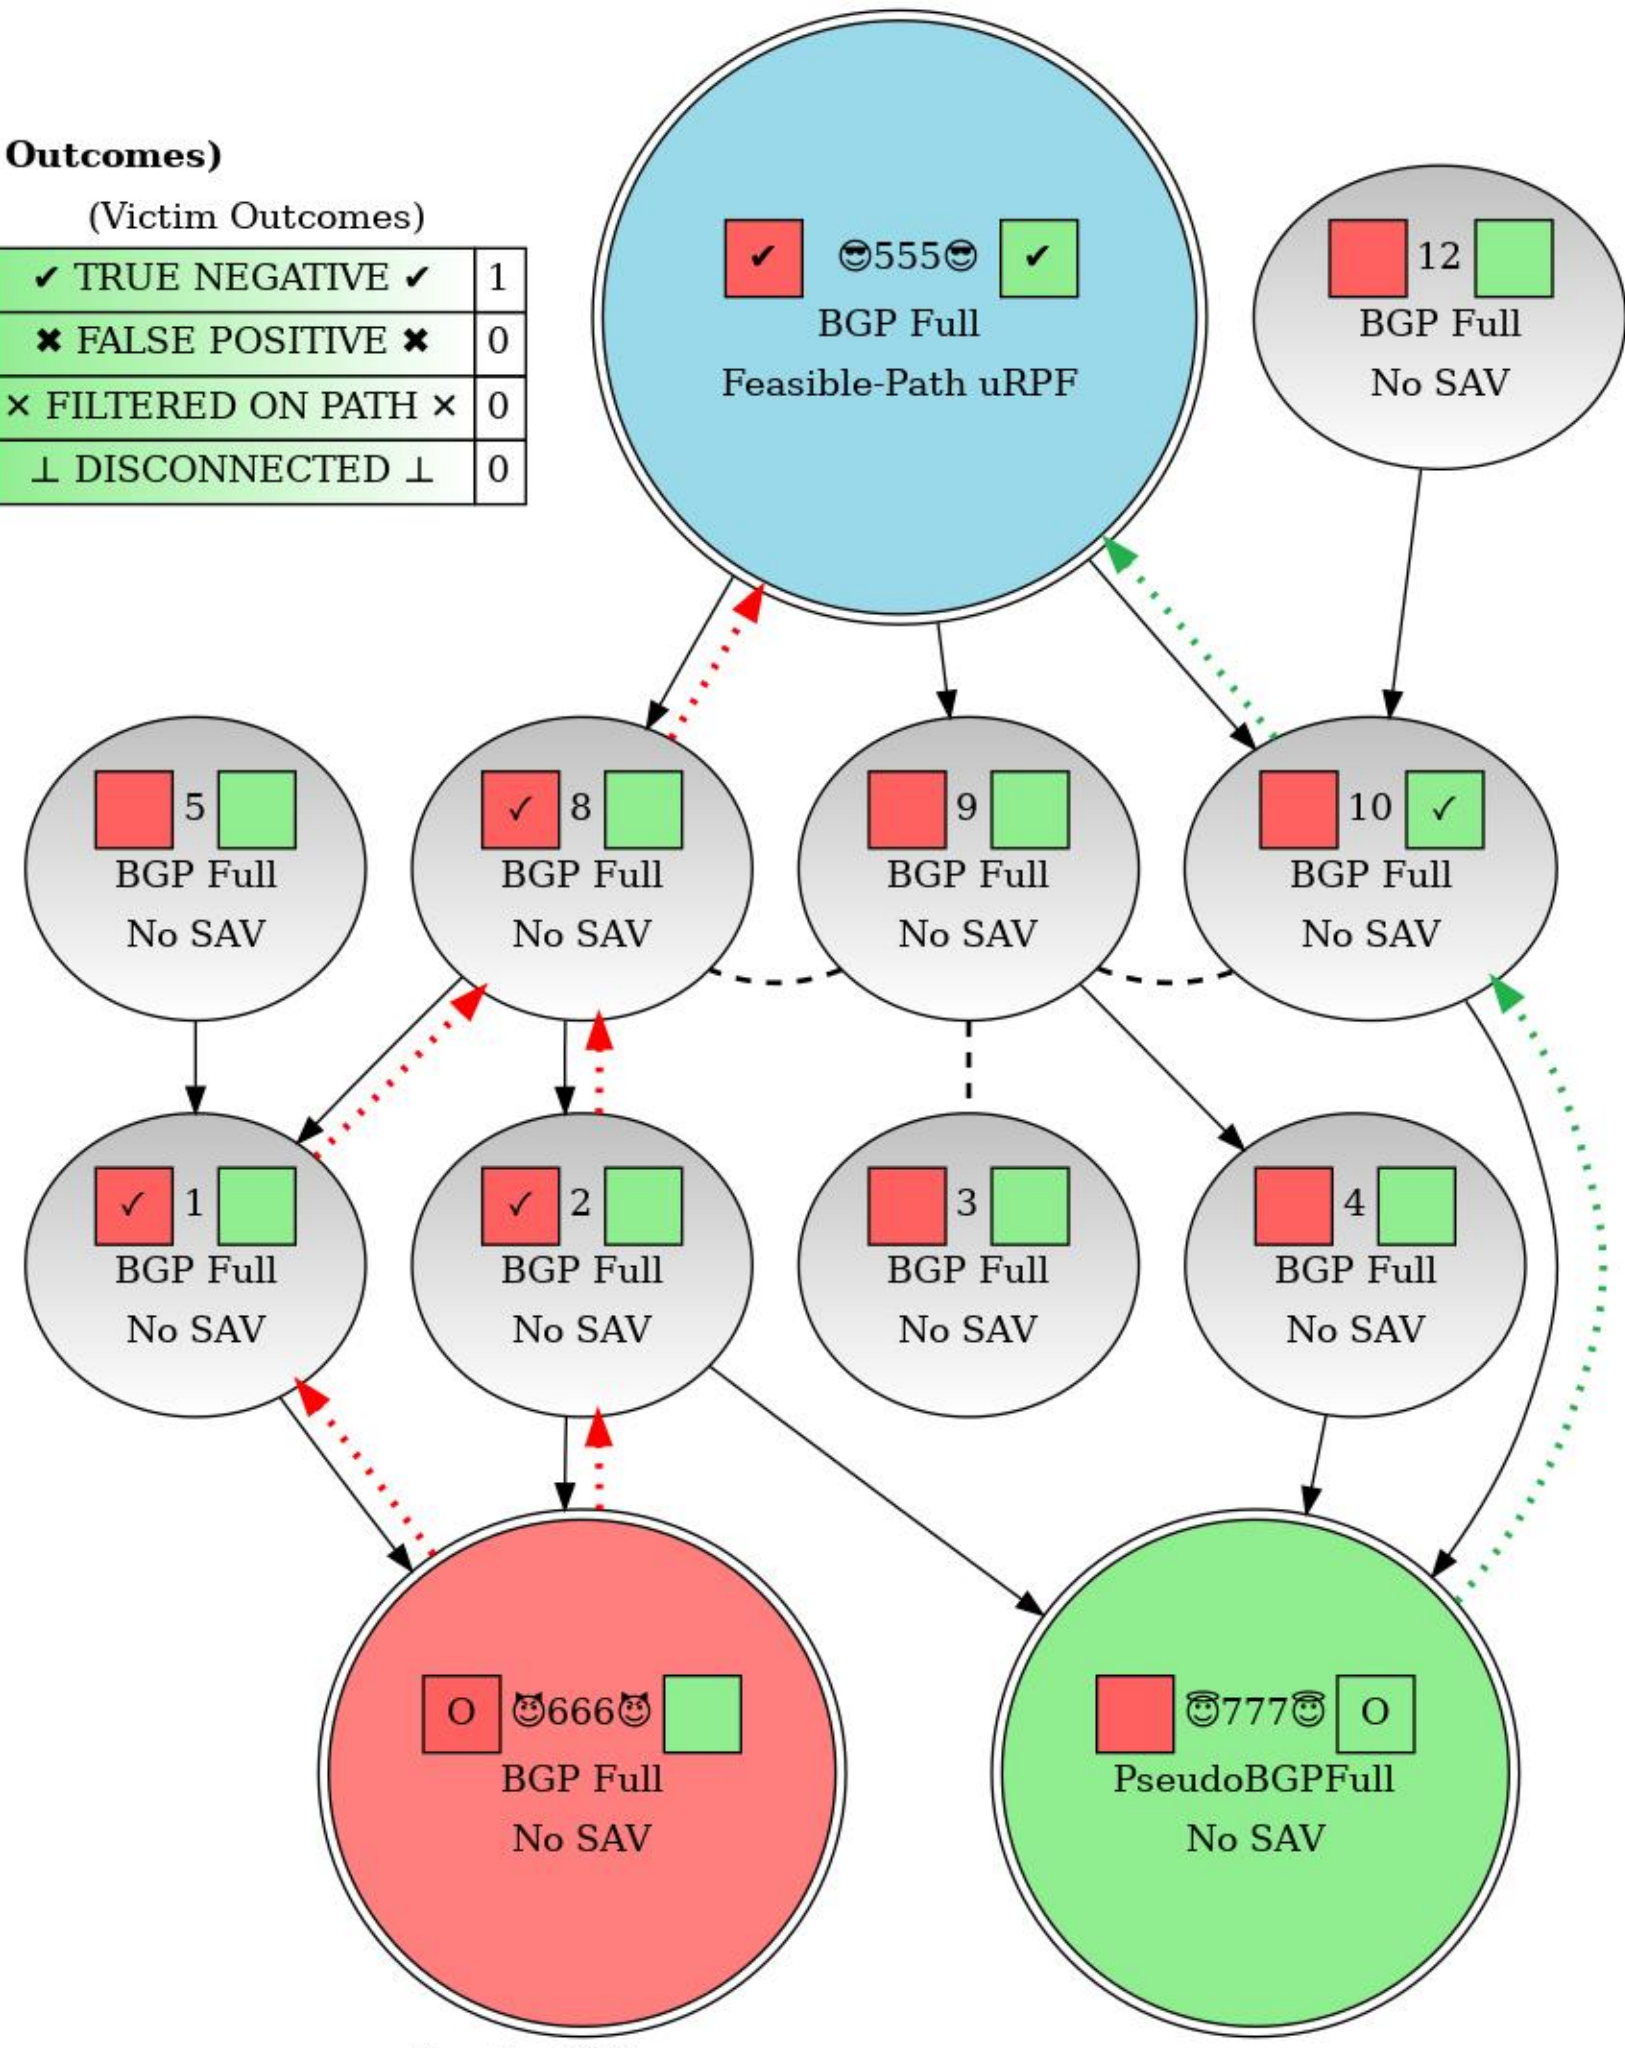 Outcomes)
(Victim Outcomes)
✔ TRUE NEGATIVE ✔ 1
✖ FALSE POSITIVE ✖ 0
✕ FILTERED ON PATH ✕ 0
⊥ DISCONNECTED ⊥ 0
✔ 😎555😎 ✔
BGP Full
Feasible-Path uRPF
12
BGP Full
No SAV
5
BGP Full
No SAV
✓ 8
BGP Full
No SAV
9
BGP Full
No SAV
10 ✓
BGP Full
No SAV
✓ 1
BGP Full
No SAV
✓ 2
BGP Full
No SAV
3
BGP Full
No SAV
4
BGP Full
No SAV
O 😈666😈
BGP Full
No SAV
😇777😇 O
PseudoBGPFull
No SAV